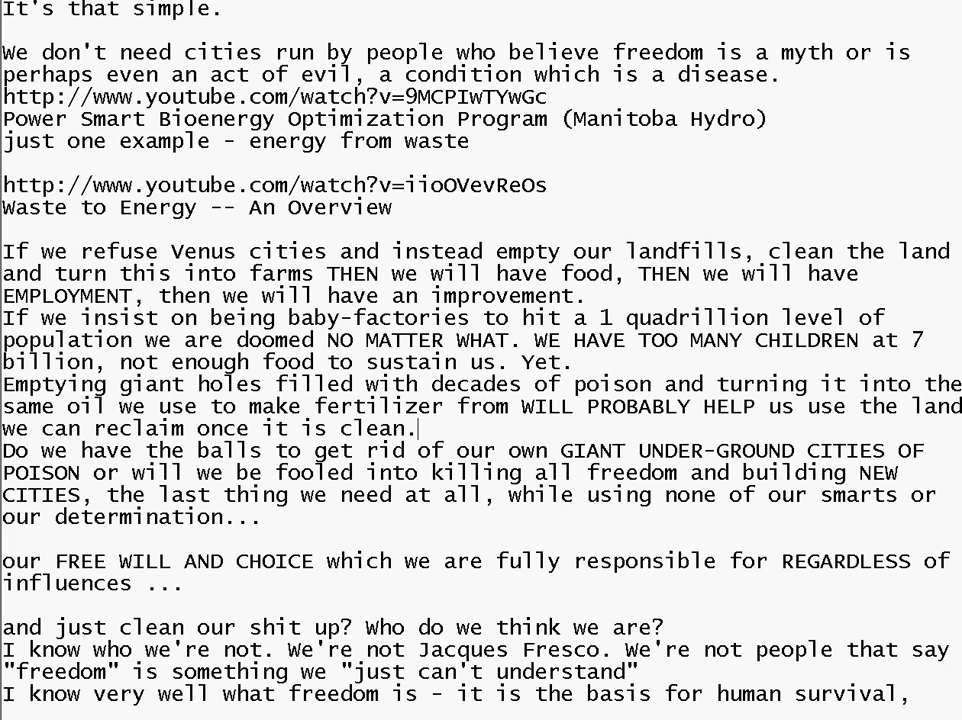 It's that simple.
We don't need cities run by people who believe freedom is a myth or is
perhaps even an act of evil, a condition which is a disease.
http://www.youtube.com/watch?v=9MCPIwTYwGc
Power Smart Bioenergy Optimization Program (Manitoba Hydro)
just one example - energy from waste
http://www.youtube.com/watch?v=iioOVevReOs
Waste to Energy -- An Overview
If we refuse Venus cities and instead empty our landfills, clean the land
and turn this into farms THEN we will have food, THEN we will have
EMPLOYMENT, then we will have an improvement.
If we insist on being baby-factories to hit a 1 quadrillion level of
population we are doomed NO MATTER WHAT. WE HAVE TOO MANY CHILDREN at 7
billion, not enough food to sustain us. Yet.
Emptying giant holes filled with decades of poison and turning it into the
same oil we use to make fertilizer from WILL PROBABLY HELP us use the land
we can reclaim once it is clean.
Do we have the balls to get rid of our own GIANT UNDER-GROUND CITIES OF
POISON or will we be fooled into killing all freedom and building NEW
CITIES, the last thing we need at all, while using none of our smarts or
our determination...
our FREE WILL AND CHOICE which we are fully responsible for REGARDLESS of
influences ...
and just clean our shit up? Who do we think we are?
I know who we're not. We're not Jacques Fresco. We're not people that say
"freedom" is something we "just can't understand"
I know very well what freedom is - it is the basis for human survival,